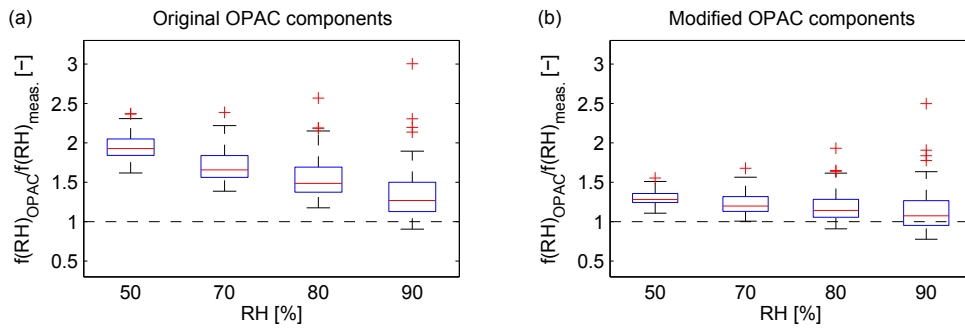 (a) Original OPAC components
f(RH)OPAC/f(RH)meas. [−]
3
2.5
2
1.5
1
0.5
50 70 80 90
RH [%]
(b) Modified OPAC components
f(RH)OPAC/f(RH)meas. [−]
3
2.5
2
1.5
1
0.5
50 70 80 90
RH [%]